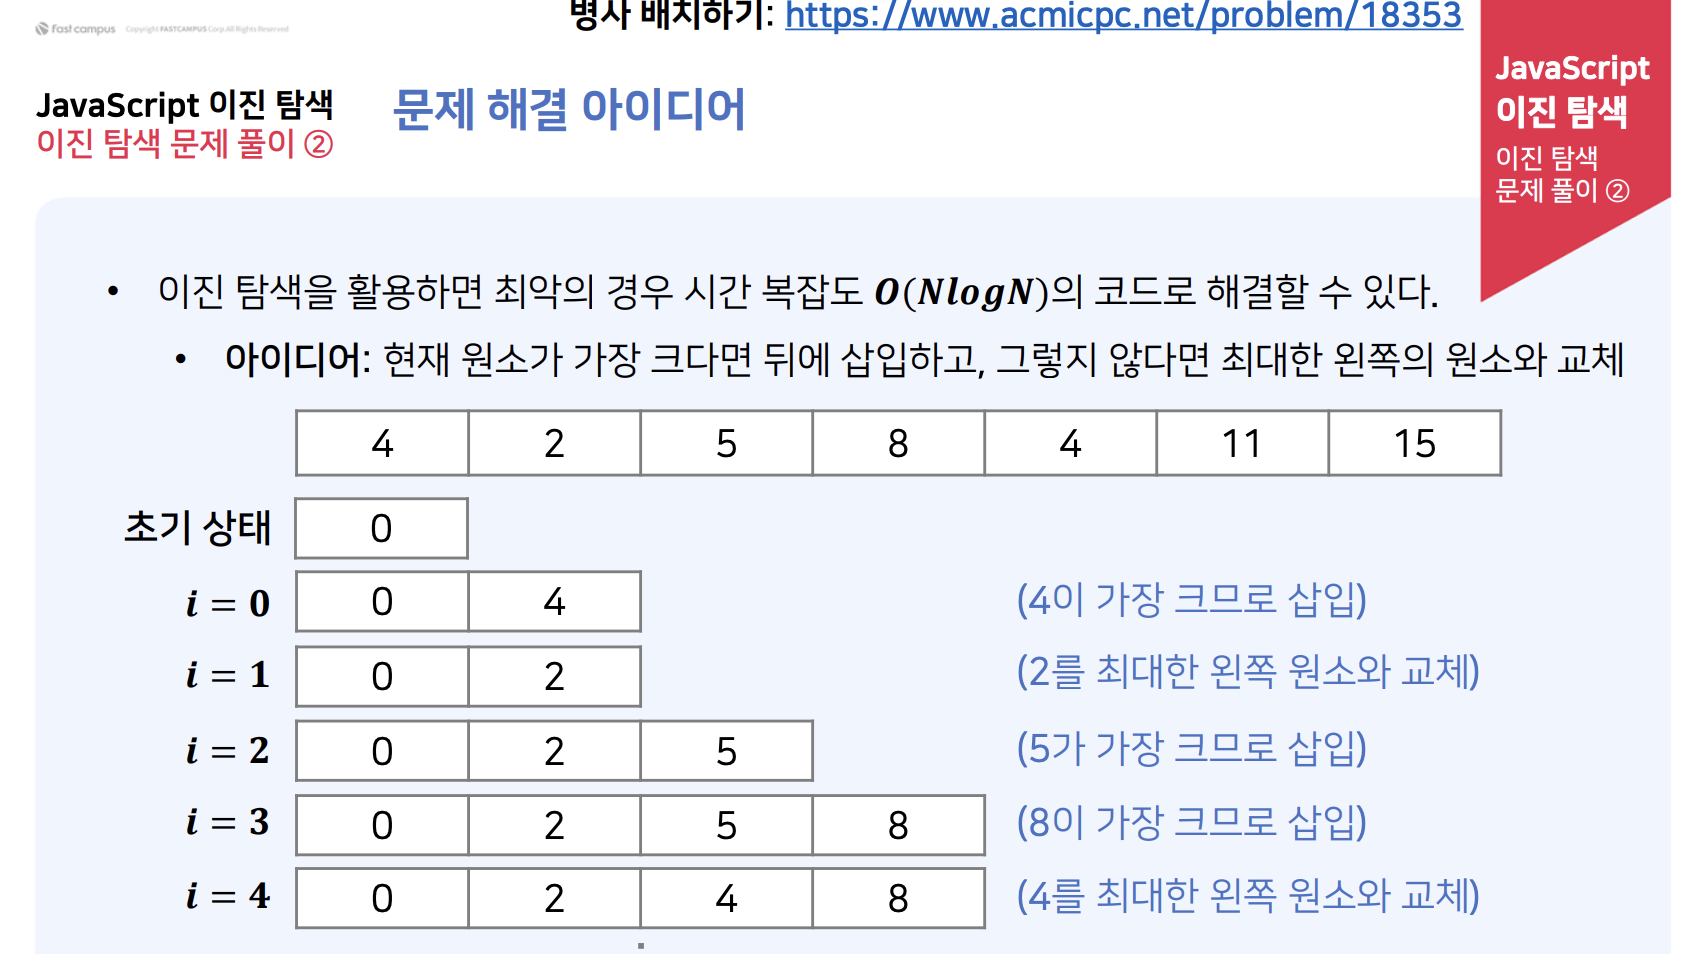 fast campus Copyright FASTCAMPUS Corp.All Rights Reserved
병사 배치하기: https://www.acmicpc.net/problem/18353
JavaScript 이진 탐색
이진 탐색 문제 풀이 ②
문제 해결 아이디어
JavaScript
이진 탐색
이진 탐색
문제 풀이 ②
• 이진 탐색을 활용하면 최악의 경우 시간 복잡도 O(NlogN)의 코드로 해결할 수 있다.
• 아이디어: 현재 원소가 가장 크다면 뒤에 삽입하고, 그렇지 않다면 최대한 왼쪽의 원소와 교체
4 2 5 8 4 11 15
초기 상태 0
i = 0 0 4 (4이 가장 크므로 삽입)
i = 1 0 2 (2를 최대한 왼쪽 원소와 교체)
i = 2 0 2 5 (5가 가장 크므로 삽입)
i = 3 0 2 5 8 (8이 가장 크므로 삽입)
i = 4 0 2 4 8 (4를 최대한 왼쪽 원소와 교체)